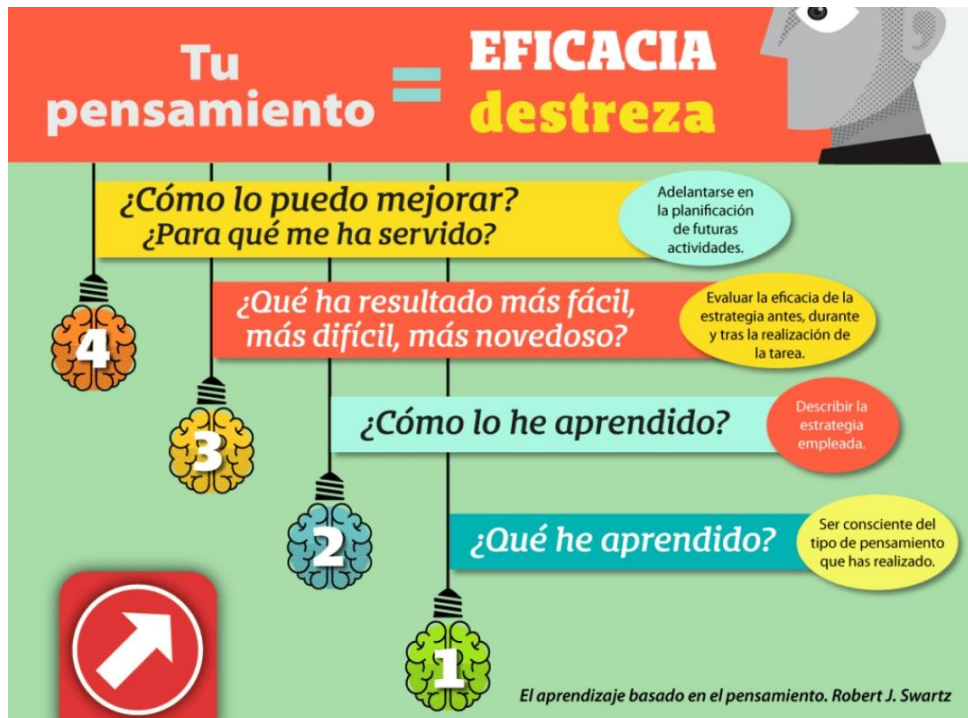 Tu
pensamiento
=
EFICACIA
destreza
¿Cómo lo puedo mejorar?
¿Para qué me ha servido?
Adelantarse en
la planificación
de futuras
actividades.
4
¿Qué ha resultado más fácil,
más difícil, más novedoso?
Evaluar la eficacia de la
estrategia antes, durante
y tras la realización de
la tarea.
3
¿Cómo lo he aprendido?
Describir la
estrategia
empleada.
2
¿Qué he aprendido?
Ser consciente del
tipo de pensamiento
que has realizado.
1
El aprendizaje basado en el pensamiento. Robert J. Swartz